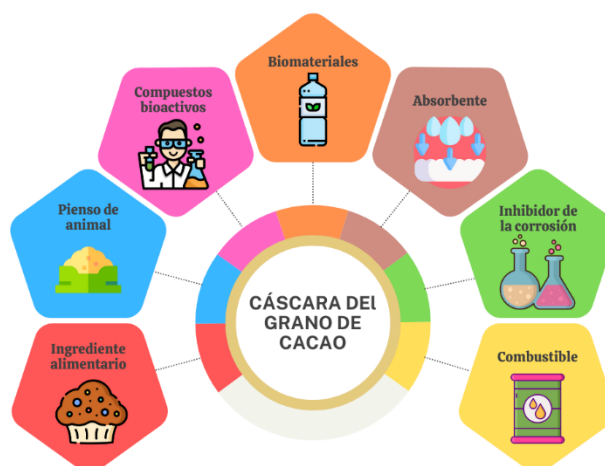 Biomateriales
Compuestos
bioactivos
Absorbente
Pienso de
animal
Inhibidor de
la corrosión
CÁSCARA DEl
GRANO DE
CACAO
Ingrediente
alimentario
Combustible